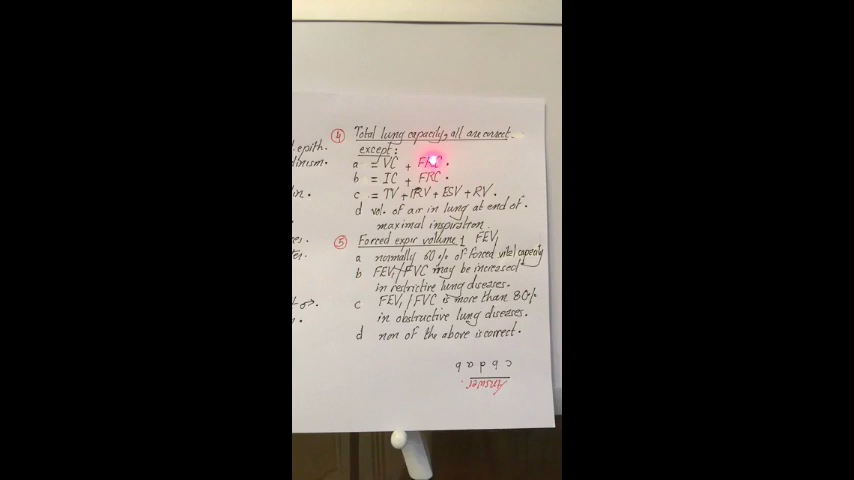 epith.
dinism.
in.
es.
ter.
④ Total lung capacity, all are correct
except:
a = VC + FRC.
b = IC + FRC.
c = TV + IRV + ESV + RV.
d vol. of air in lung at end of
maximal inspiration.
⑤ Forced expir volume 1 FEV1
a normally 60% of forced vital capacity
b FEV1/FVC may be increased
in restrictive lung diseases.
c FEV1/FVC is more than 80%
in obstructive lung diseases.
d non of the above is correct.
Answer
c b d a b